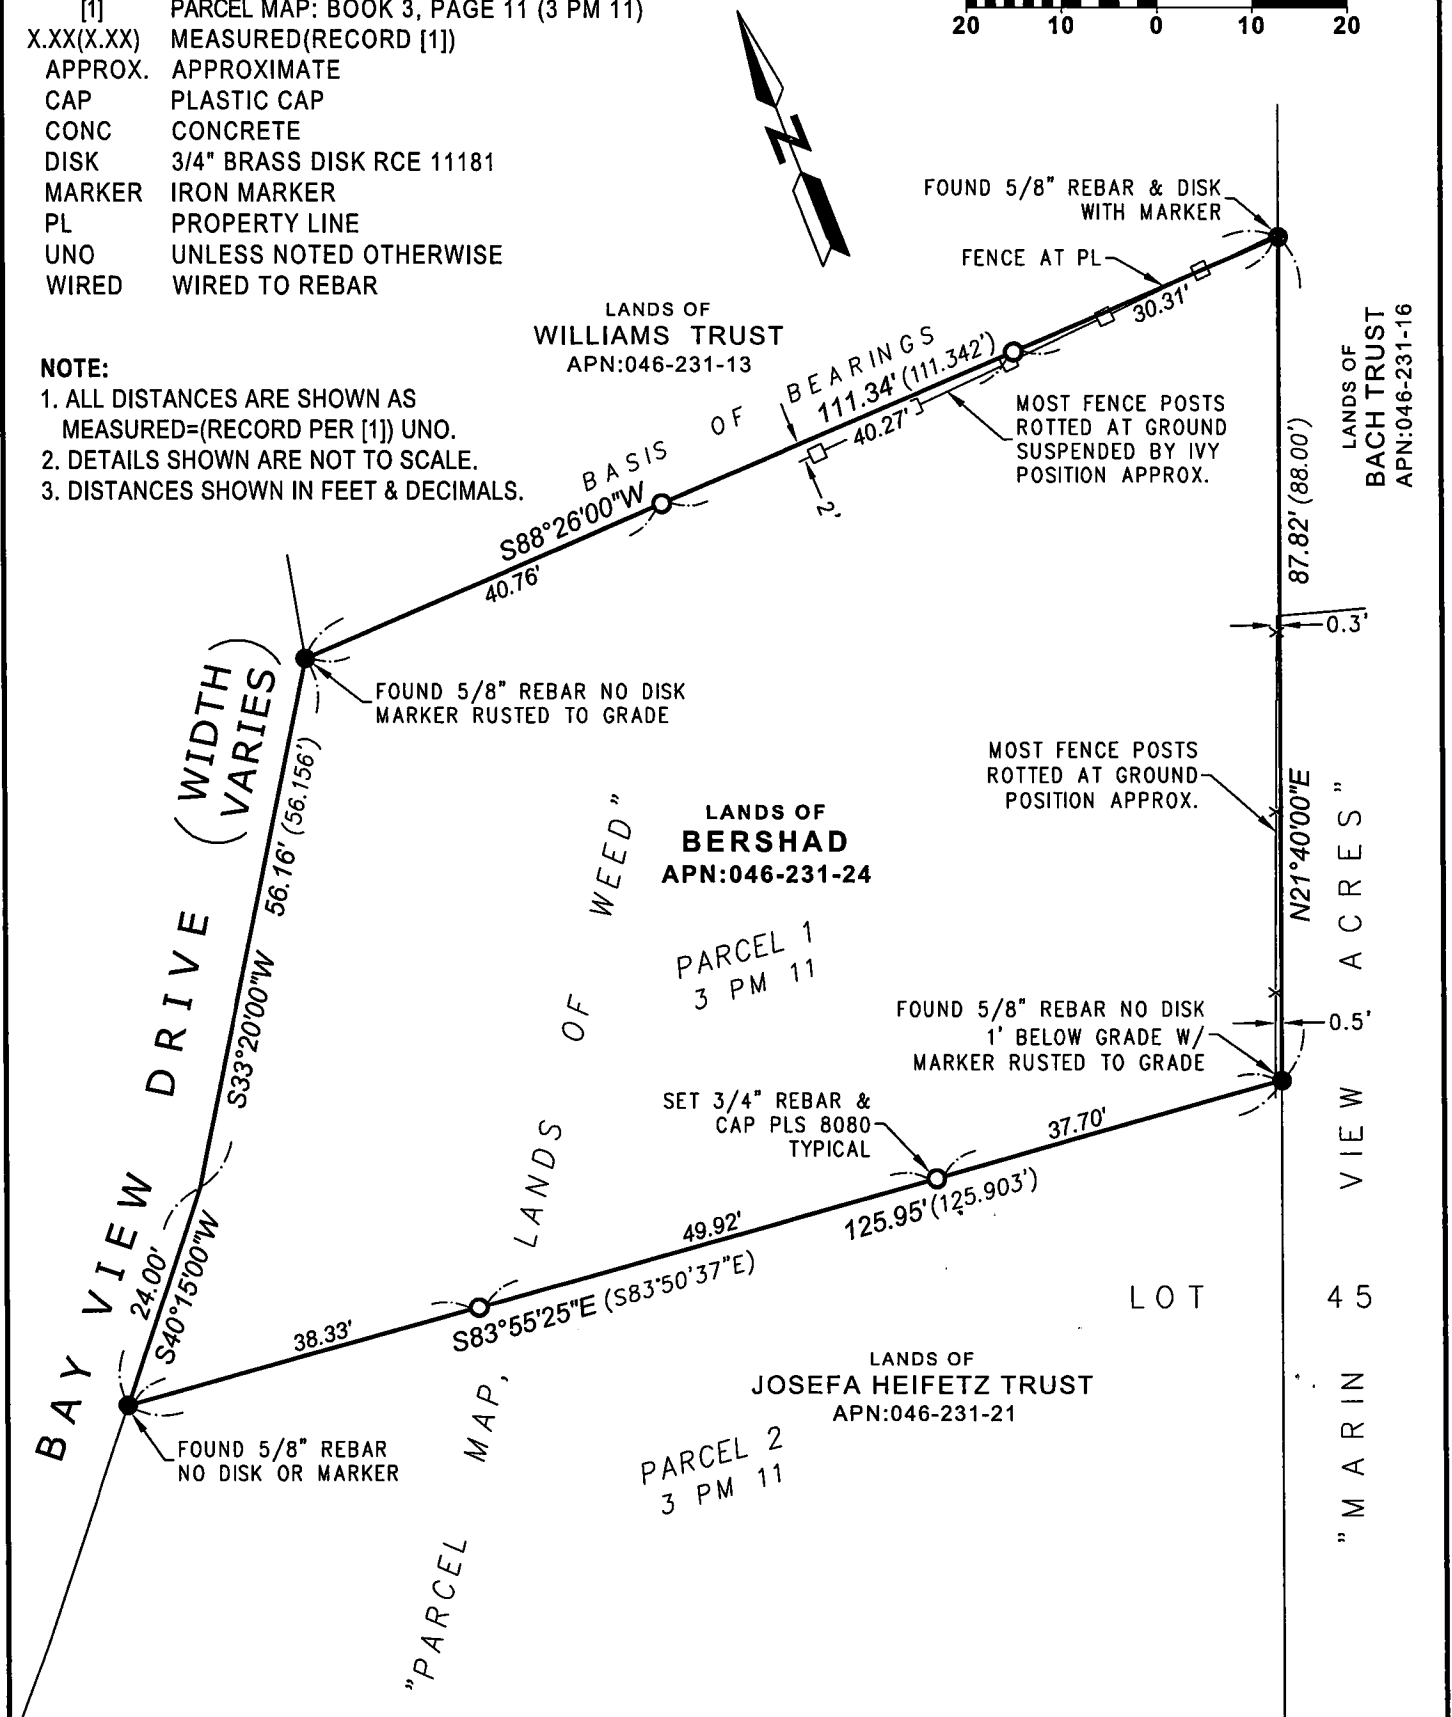 [1] PARCEL MAP: BOOK 3, PAGE 11 (3 PM 11)
X.XX(X.XX) MEASURED(RECORD [1])
APPROX. APPROXIMATE
CAP PLASTIC CAP
CONC CONCRETE
DISK 3/4" BRASS DISK RCE 11181
MARKER IRON MARKER
PL PROPERTY LINE
UNO UNLESS NOTED OTHERWISE
WIRED WIRED TO REBAR
20 10 0 10 20
N
NOTE:
1. ALL DISTANCES ARE SHOWN AS
MEASURED=(RECORD PER [1]) UNO.
2. DETAILS SHOWN ARE NOT TO SCALE.
3. DISTANCES SHOWN IN FEET & DECIMALS.
FOUND 5/8" REBAR & DISK
WITH MARKER
FENCE AT PL
30.31'
LANDS OF
WILLIAMS TRUST
APN:046-231-13
BASIS OF BEARINGS
111.34' (111.342')
40.27'
S88°26'00"W
40.76'
2'
MOST FENCE POSTS
ROTTED AT GROUND
SUSPENDED BY IVY
POSITION APPROX.
LANDS OF
BACH TRUST
APN:046-231-16
87.82' (88.00')
0.3'
FOUND 5/8" REBAR NO DISK
MARKER RUSTED TO GRADE
(WIDTH
VARIES)
56.16' (56.156')
S33°20'00"W
MOST FENCE POSTS
ROTTED AT GROUND
POSITION APPROX.
N21°40'00"E
LANDS OF
BERSHAD
APN:046-231-24
PARCEL 1
3 PM 11
FOUND 5/8" REBAR NO DISK
1' BELOW GRADE W/
MARKER RUSTED TO GRADE
0.5'
SET 3/4" REBAR &
CAP PLS 8080
TYPICAL
37.70'
49.92'
125.95'(125.903')
38.33'
S83°55'25"E (S83°50'37"E)
24.00'
S40°15'00"W
BAY VIEW DRIVE
FOUND 5/8" REBAR
NO DISK OR MARKER
"PARCEL MAP, LANDS OF WEED"
LANDS OF
JOSEFA HEIFETZ TRUST
APN:046-231-21
PARCEL 2
3 PM 11
LOT 45
"MARIN VIEW ACRES"